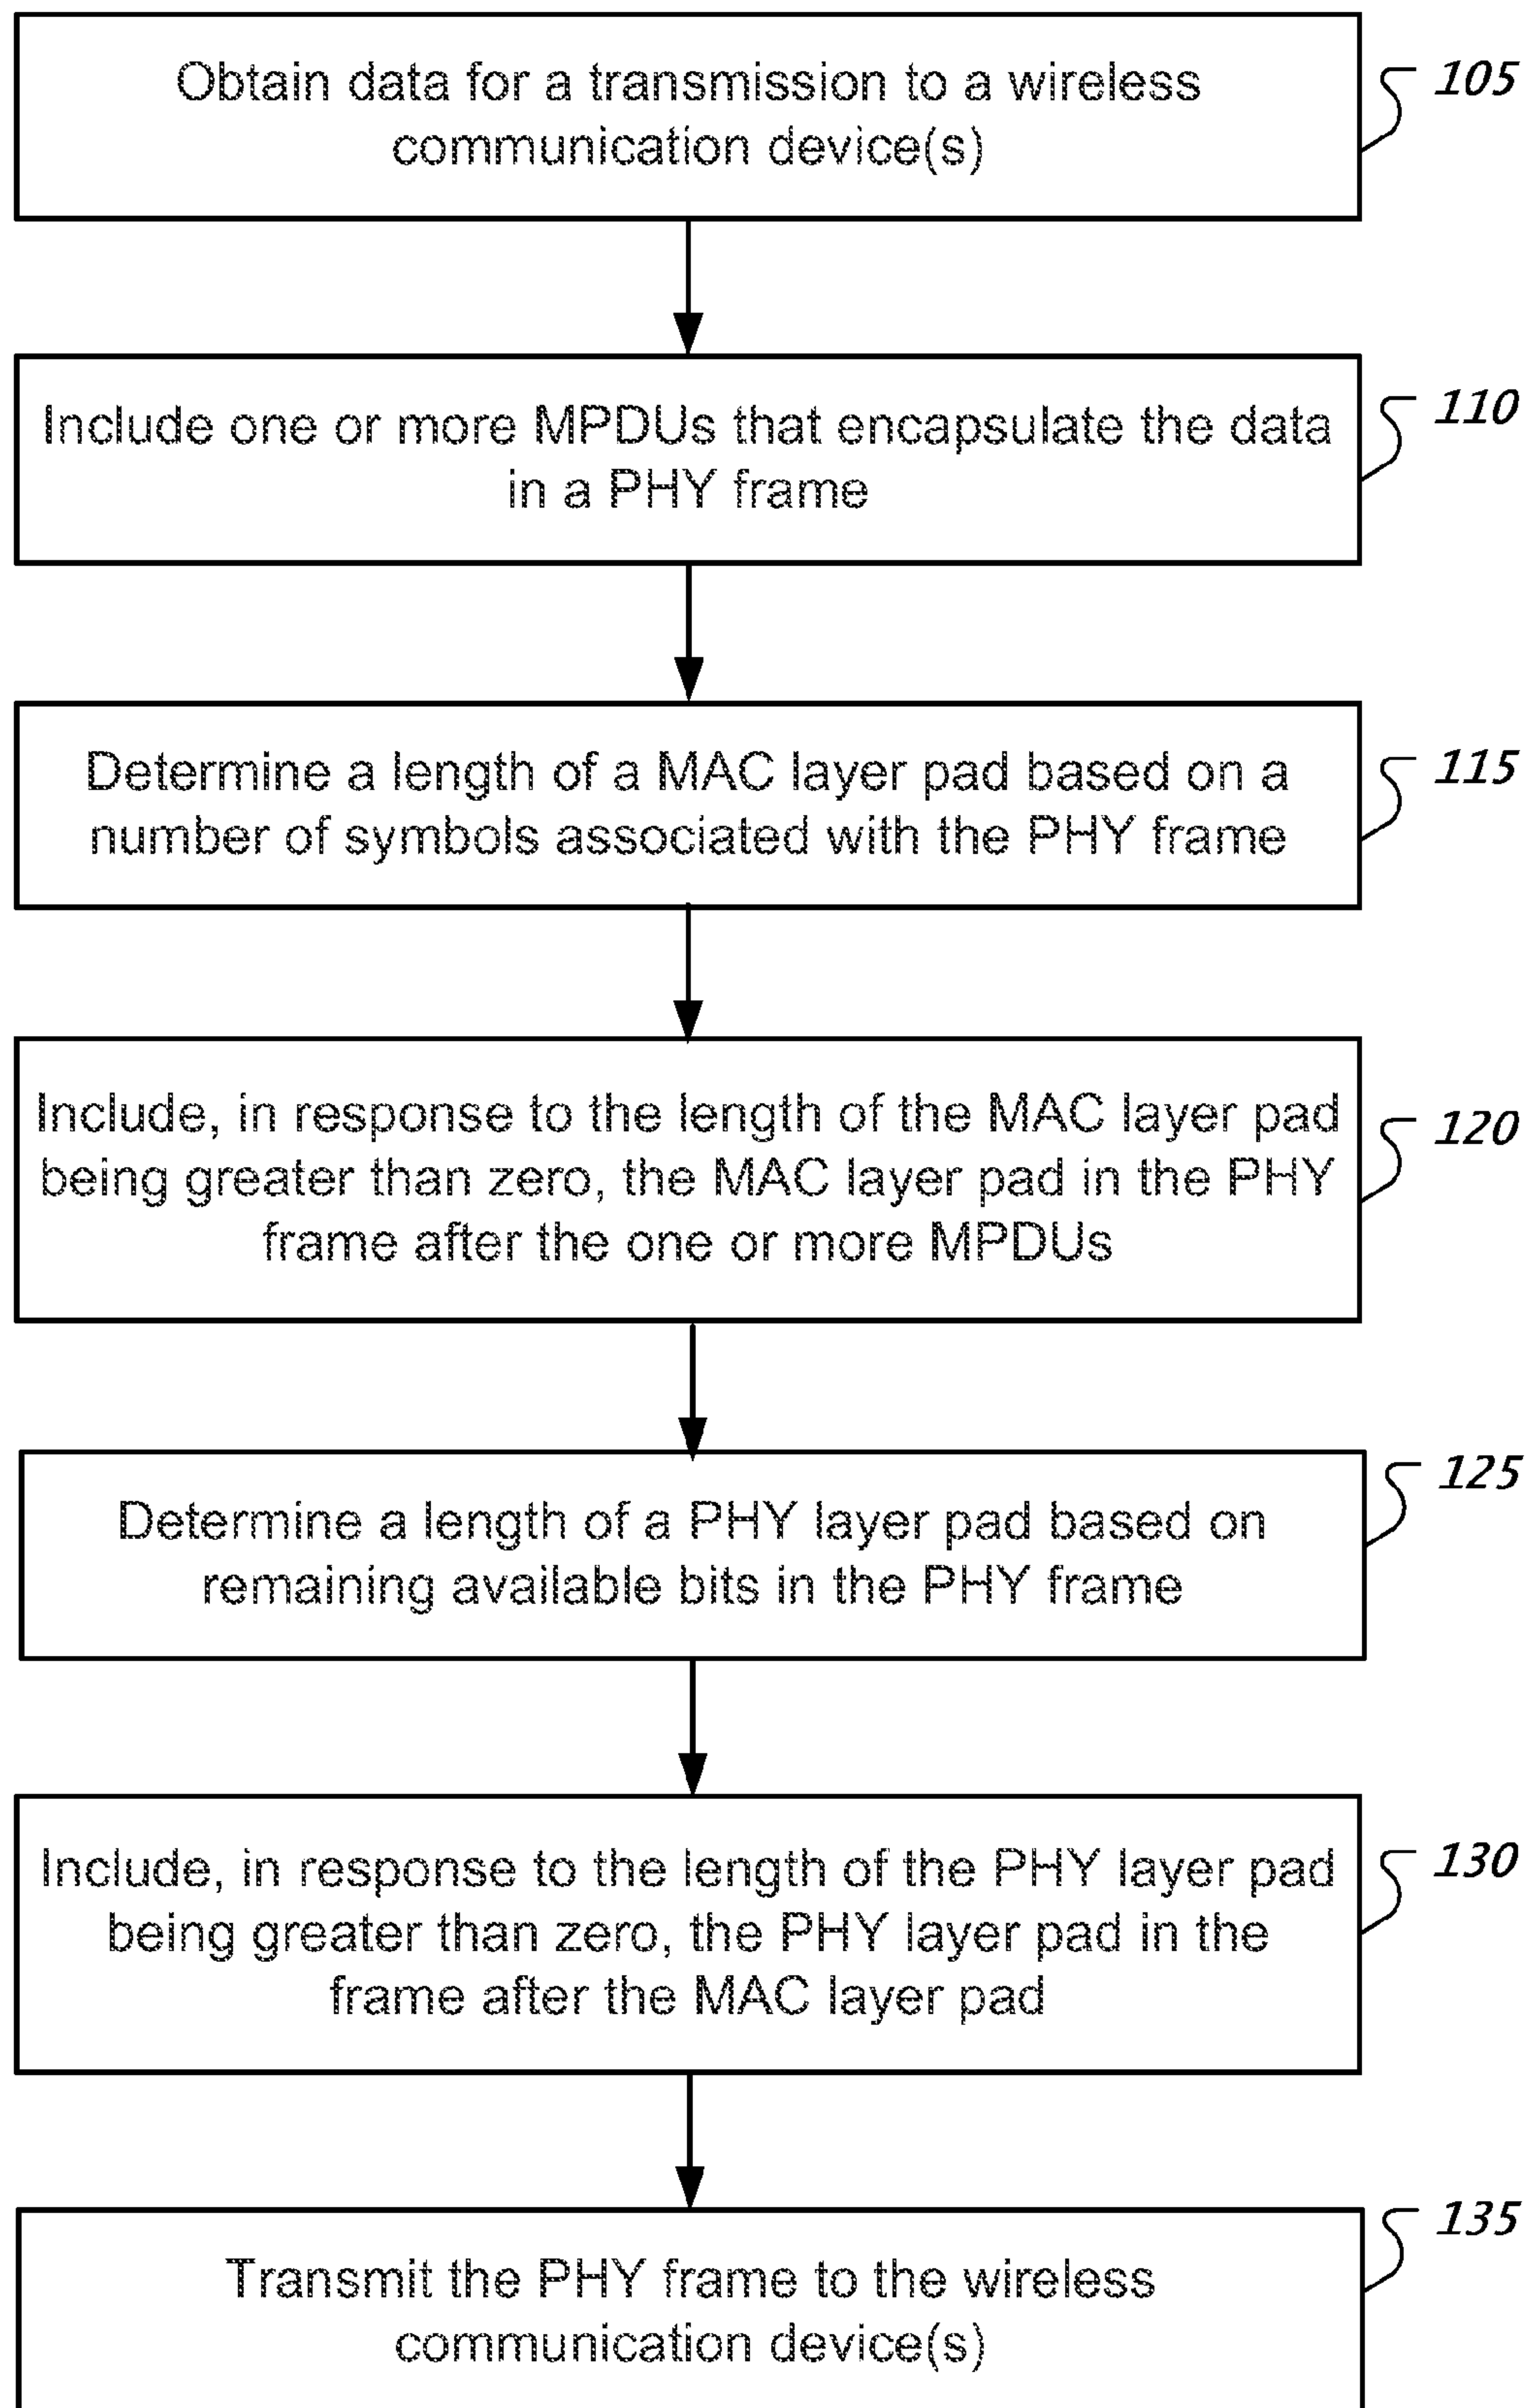 Obtain data for a transmission to a wireless
communication device(s)
105
Include one or more MPDUs that encapsulate the data
in a PHY frame
110
Determine a length of a MAC layer pad based on a
number of symbols associated with the PHY frame
115
Include, in response to the length of the MAC layer pad
being greater than zero, the MAC layer pad in the PHY
frame after the one or more MPDUs
120
Determine a length of a PHY layer pad based on
remaining available bits in the PHY frame
125
Include, in response to the length of the PHY layer pad
being greater than zero, the PHY layer pad in the
frame after the MAC layer pad
130
Transmit the PHY frame to the wireless
communication device(s)
135